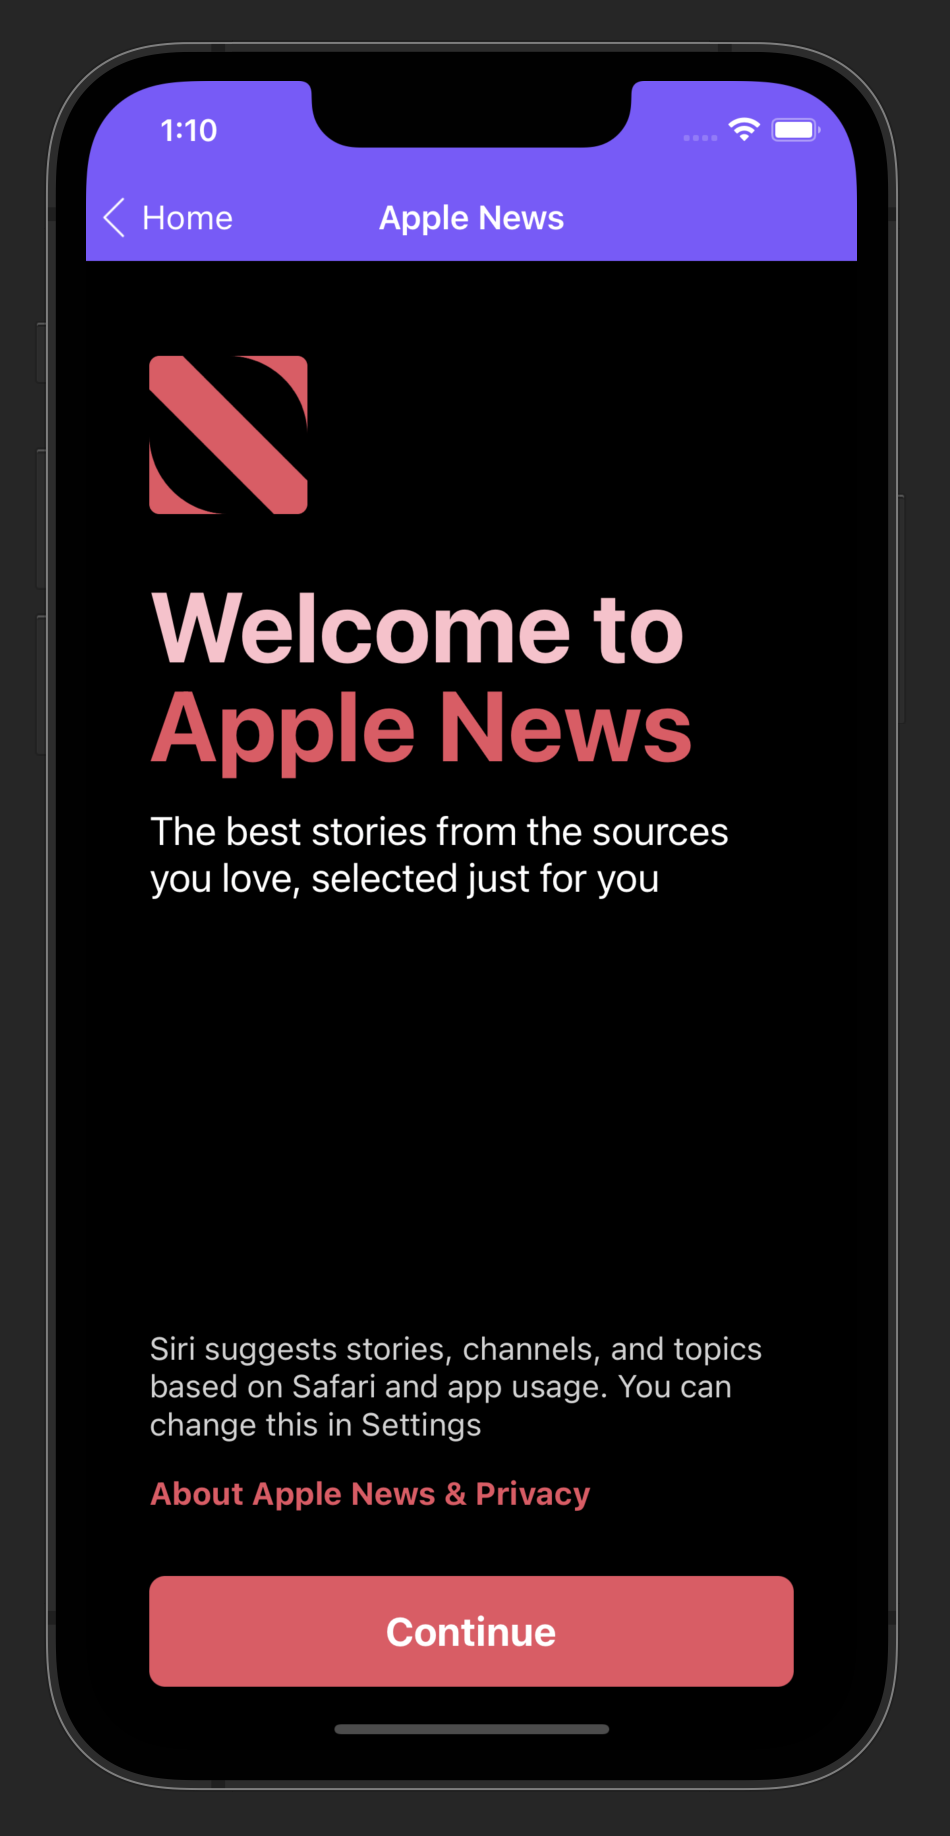 1:10
Home
Apple News
Welcome to
Apple News
The best stories from the sources
you love, selected just for you
Siri suggests stories, channels, and topics
based on Safari and app usage. You can
change this in Settings
About Apple News & Privacy
Continue